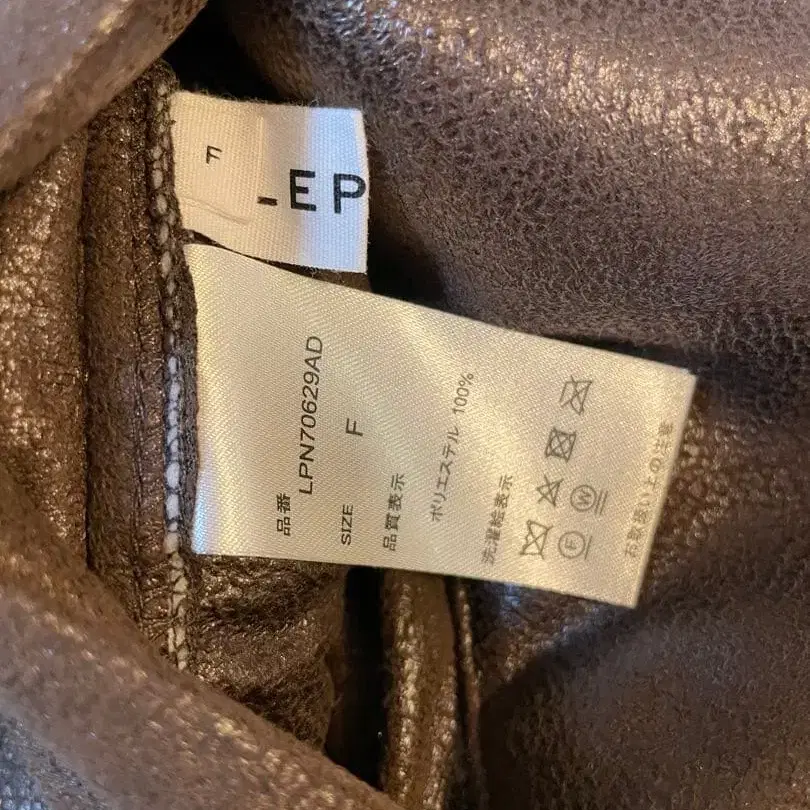 F
-EP
品番
LPN70629AD
SIZE
F
品質表示
ポリエステル 100%
洗濯絵表示
F W
お取扱い上の注意